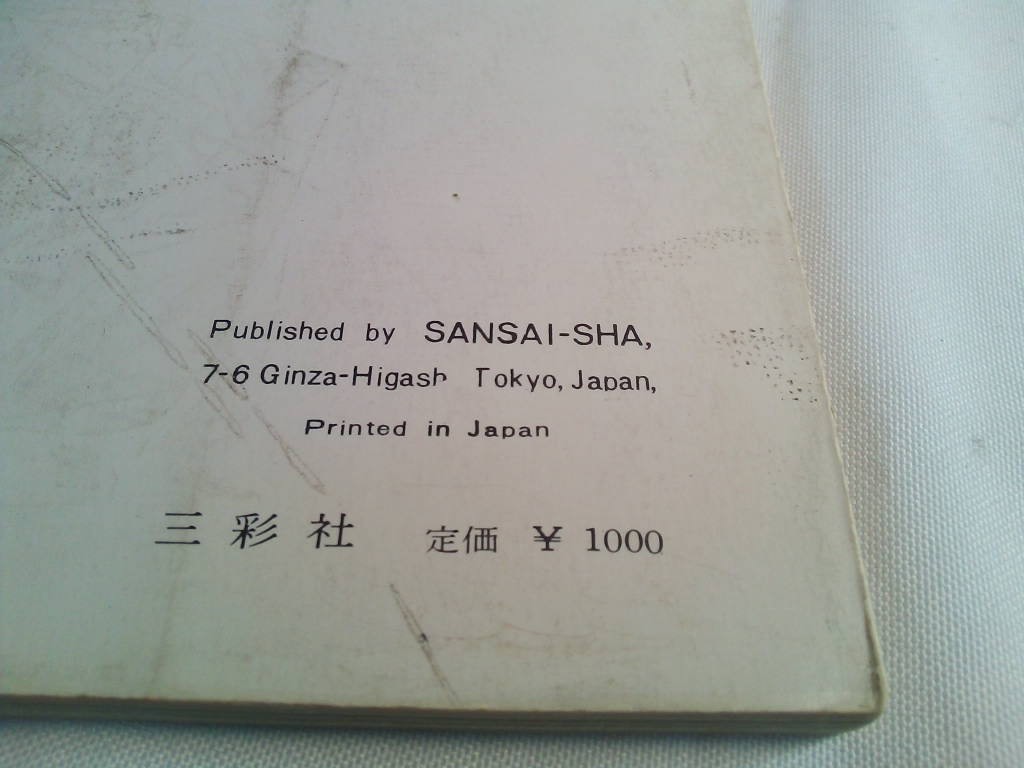 Published by SANSAI-SHA,
7-6 Ginza-Higash Tokyo, Japan,
Printed in Japan
三彩社 定価 ¥ 1000